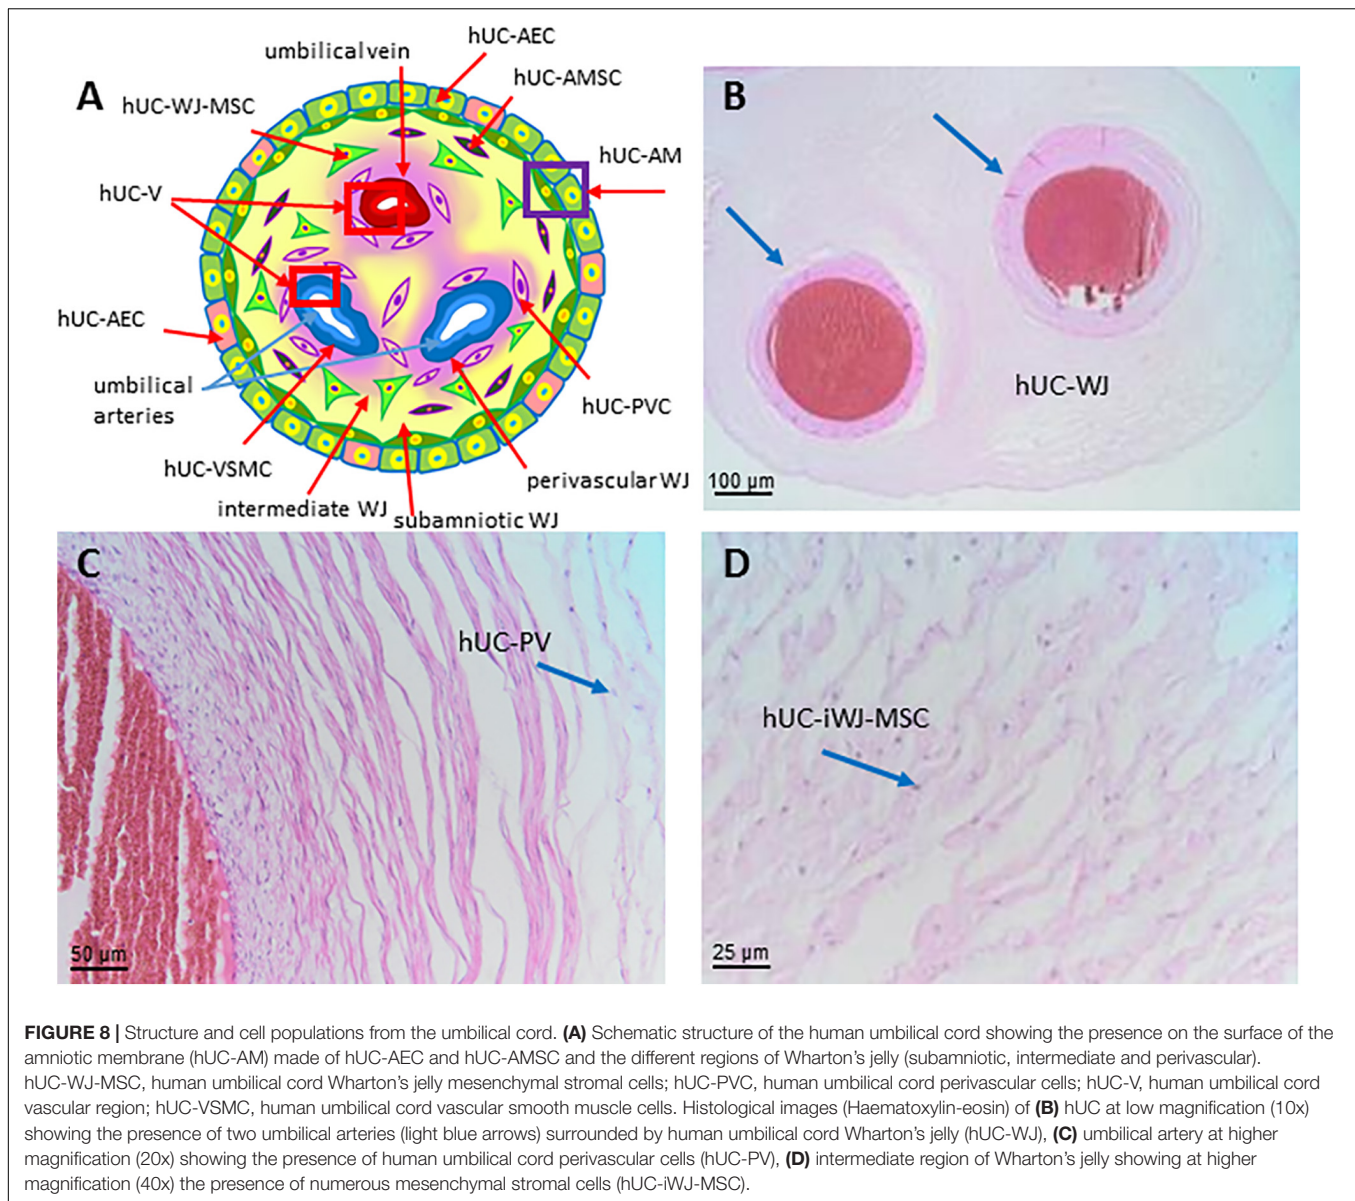 A
umbilical vein
hUC-AEC
hUC-AMSC
hUC-WJ-MSC
hUC-AM
hUC-V
hUC-AEC
umbilical
arteries
hUC-PVC
hUC-VSMC
perivascular WJ
intermediate WJ
subamniotic WJ
B
hUC-WJ
100 µm
C
hUC-PV
50 µm
D
hUC-iWJ-MSC
25 µm
FIGURE 8 | Structure and cell populations from the umbilical cord. (A) Schematic structure of the human umbilical cord showing the presence on the surface of the
amniotic membrane (hUC-AM) made of hUC-AEC and hUC-AMSC and the different regions of Wharton's jelly (subamniotic, intermediate and perivascular).
hUC-WJ-MSC, human umbilical cord Wharton's jelly mesenchymal stromal cells; hUC-PVC, human umbilical cord perivascular cells; hUC-V, human umbilical cord
vascular region; hUC-VSMC, human umbilical cord vascular smooth muscle cells. Histological images (Haematoxylin-eosin) of (B) hUC at low magnification (10x)
showing the presence of two umbilical arteries (light blue arrows) surrounded by human umbilical cord Wharton's jelly (hUC-WJ), (C) umbilical artery at higher
magnification (20x) showing the presence of human umbilical cord perivascular cells (hUC-PV), (D) intermediate region of Wharton's jelly showing at higher
magnification (40x) the presence of numerous mesenchymal stromal cells (hUC-iWJ-MSC).